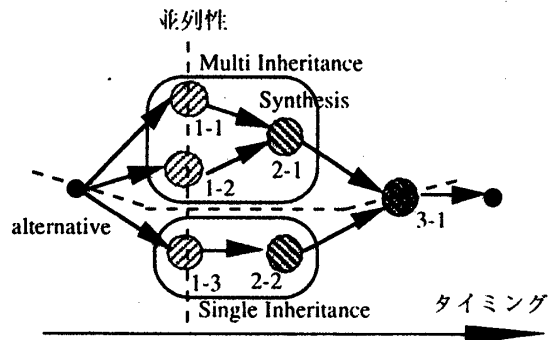 並列性
Multi Inheritance
Synthesis
1-1
1-2
2-1
alternative
3-1
1-3
2-2
Single Inheritance
タイミング